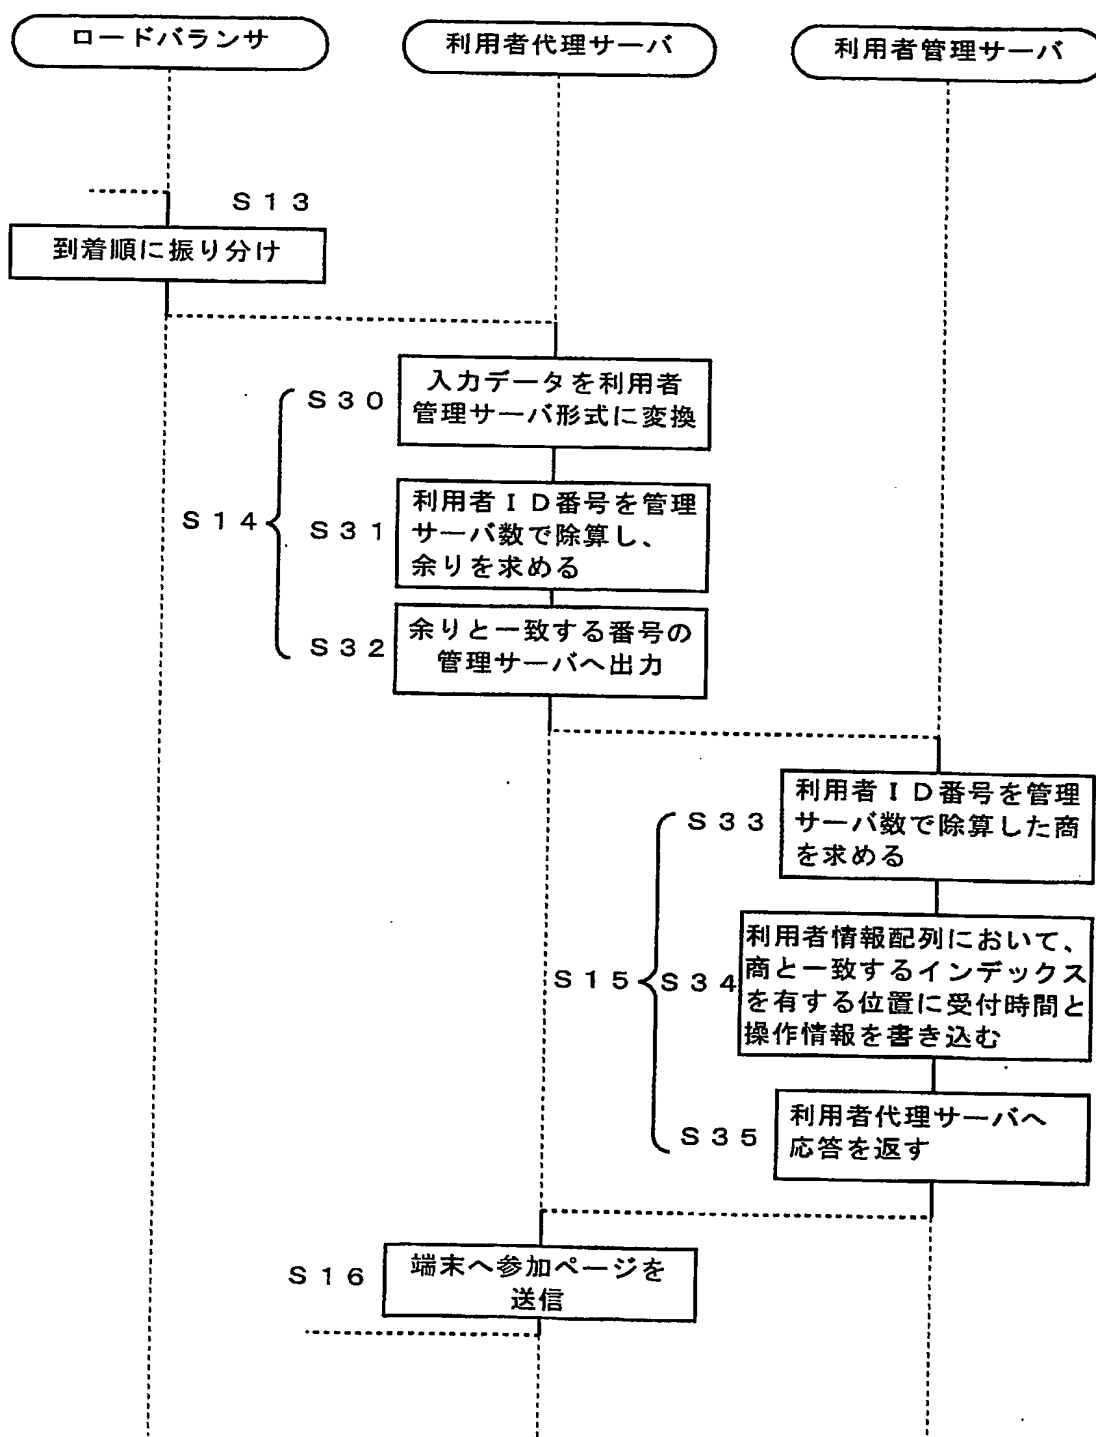 ロードバランサ
利用者代理サーバ
利用者管理サーバ
S13
到着順に振り分け
S14
S30
入力データを利用者
管理サーバ形式に変換
S31
利用者ID番号を管理
サーバ数で除算し、
余りを求める
S32
余りと一致する番号の
管理サーバへ出力
S15
S33
利用者ID番号を管理
サーバ数で除算した商
を求める
S34
利用者情報配列において、
商と一致するインデックス
を有する位置に受付時間と
操作情報を書き込む
S35
利用者代理サーバへ
応答を返す
S16
端末へ参加ページを
送信